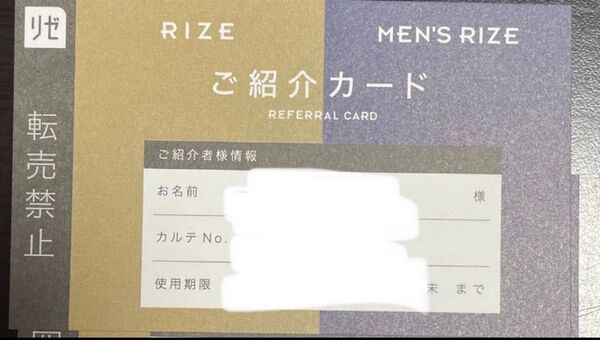 リゼ
転売禁止
RIZE
MEN'S RIZE
ご紹介カード
REFERRAL CARD
ご紹介者様情報
お名前 様
カルテNo.
使用期限 末 まで